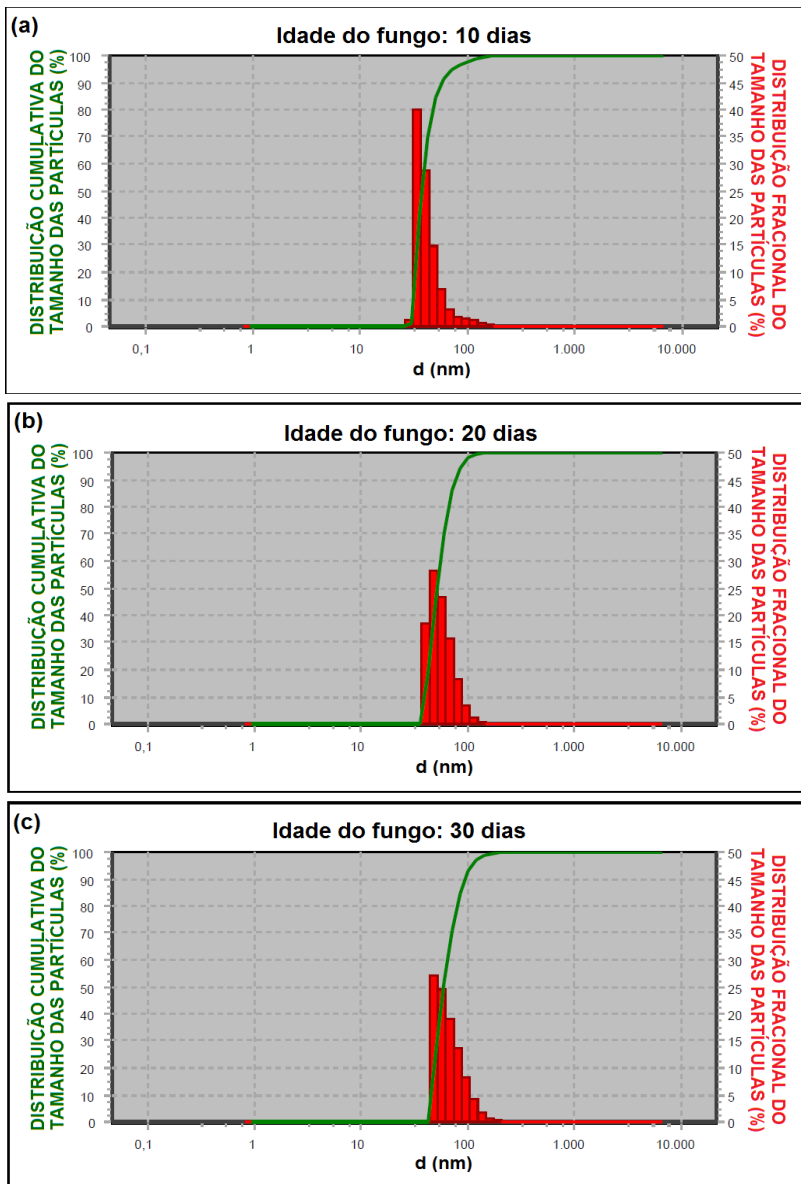 (a)
Idade do fungo: 10 dias
DISTRIBUIÇÃO CUMULATIVA DO
TAMANHO DAS PARTÍCULAS (%)
100
90
80
70
60
50
40
30
20
10
0
50
45
40
35
30
25
20
15
10
5
0
DISTRIBUIÇÃO FRACIONAL DO
TAMANHO DAS PARTÍCULAS (%)
0,1 1 10 100 1.000 10.000
d (nm)
(b)
Idade do fungo: 20 dias
DISTRIBUIÇÃO CUMULATIVA DO
TAMANHO DAS PARTÍCULAS (%)
100
90
80
70
60
50
40
30
20
10
0
50
45
40
35
30
25
20
15
10
5
0
DISTRIBUIÇÃO FRACIONAL DO
TAMANHO DAS PARTÍCULAS (%)
0,1 1 10 100 1.000 10.000
d (nm)
(c)
Idade do fungo: 30 dias
DISTRIBUIÇÃO CUMULATIVA DO
TAMANHO DAS PARTÍCULAS (%)
100
90
80
70
60
50
40
30
20
10
0
50
45
40
35
30
25
20
15
10
5
0
DISTRIBUIÇÃO FRACIONAL DO
TAMANHO DAS PARTÍCULAS (%)
0,1 1 10 100 1.000 10.000
d (nm)